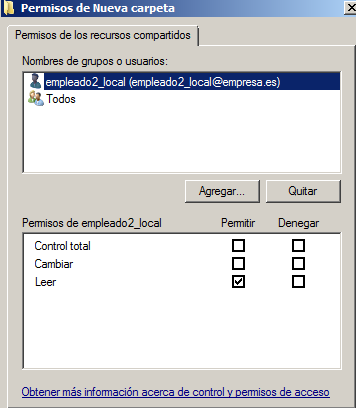 Permisos de Nueva carpeta
Permisos de los recursos compartidos
Nombres de grupos o usuarios:
empleado2_local (empleado2_local@empresa.es)
Todos
Agregar... Quitar
Permisos de empleado2_local Permitir Denegar
Control total
Cambiar
Leer
Obtener más información acerca de control y permisos de acceso